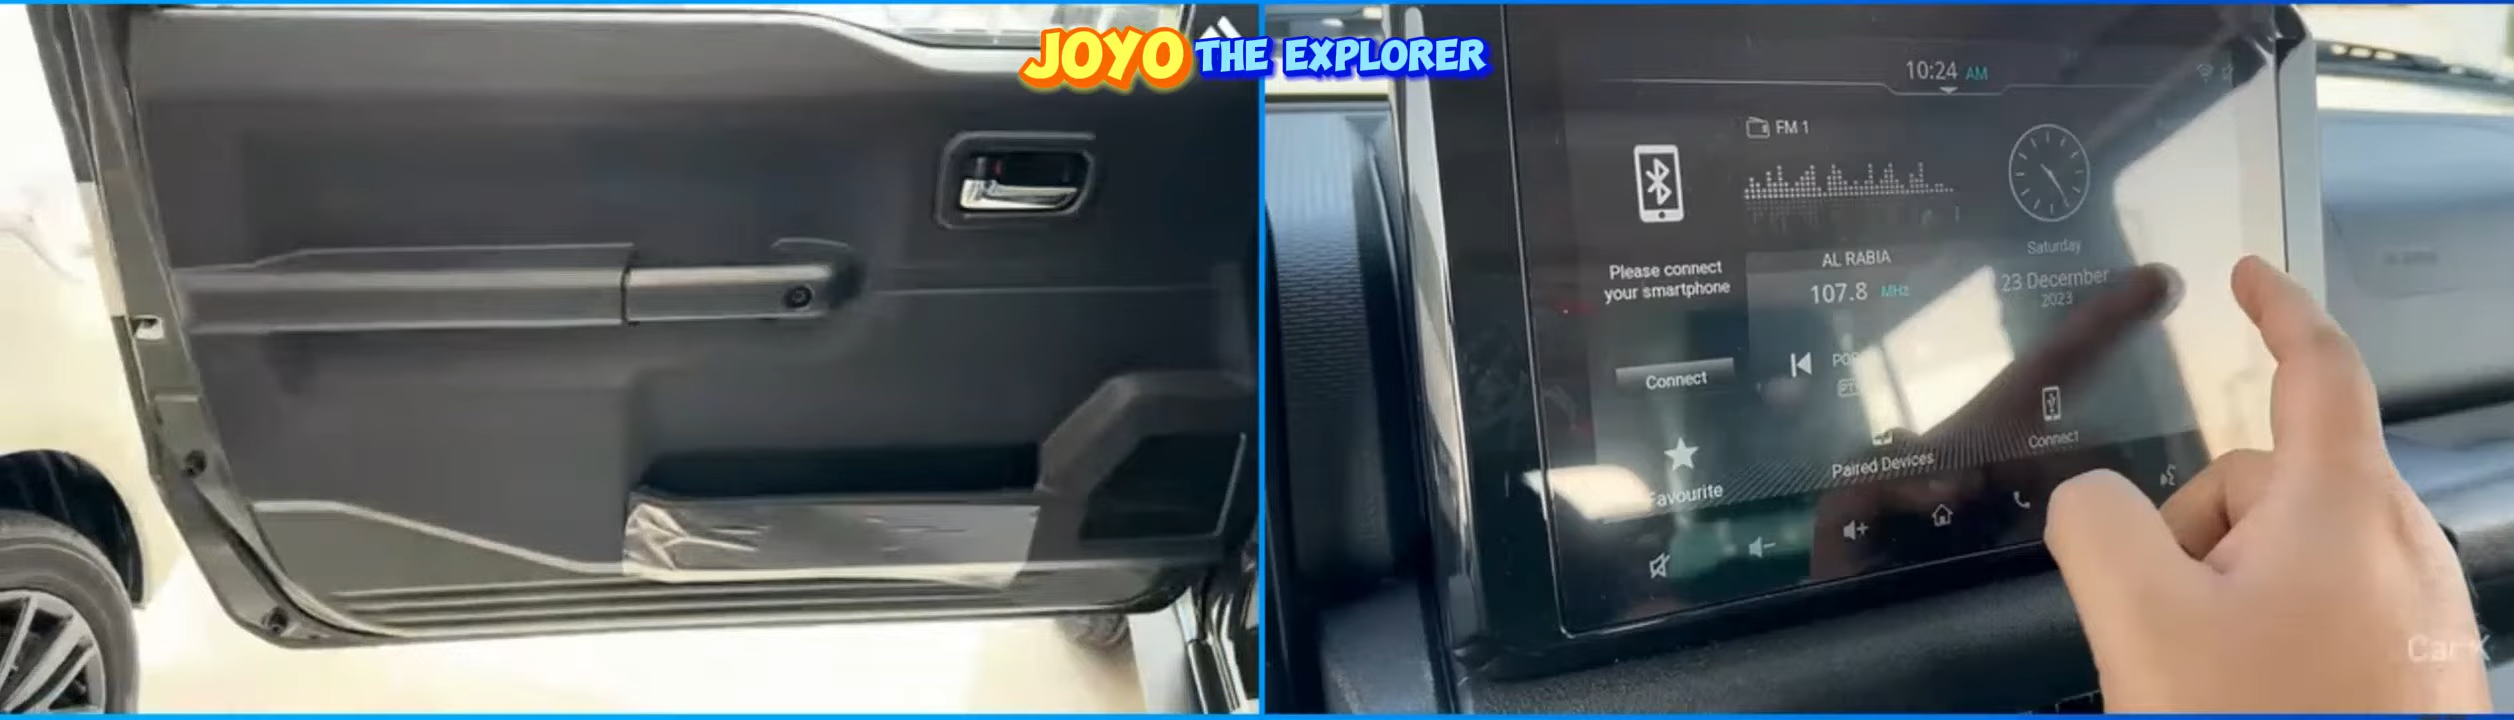 JOYO THE EXPLORER
10:24 AM
FM 1
Please connect
your smartphone
AL RABIA
107.8 MHz
Saturday
23 December
2023
Connect
Connect
Favourite
Paired Devices